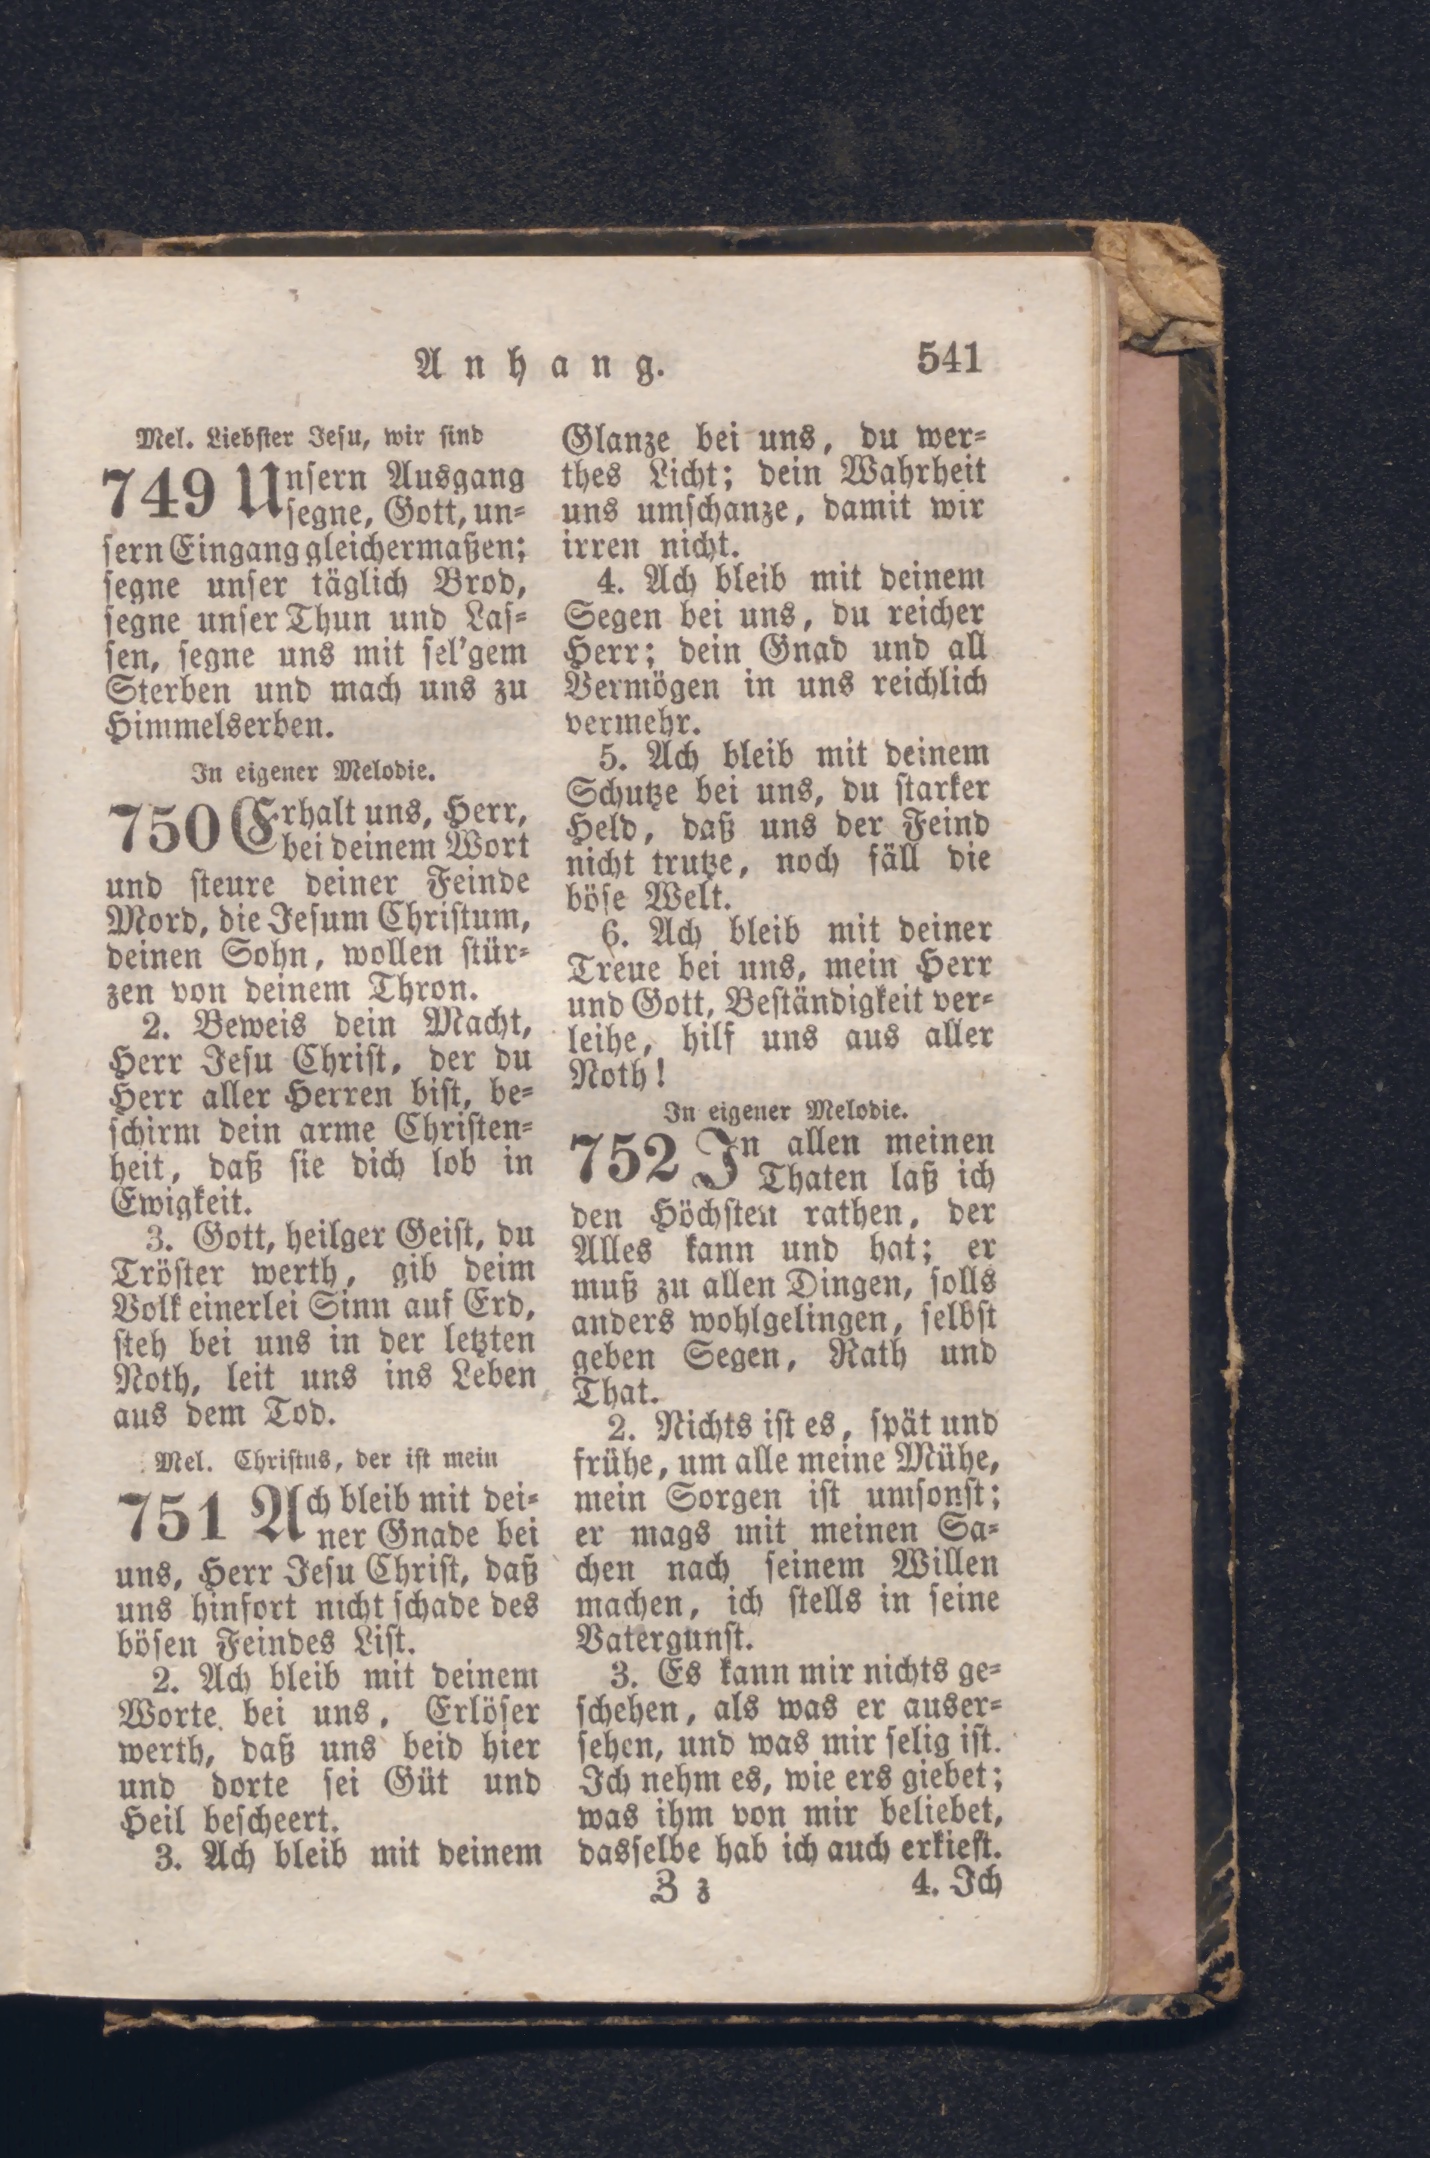 Anhang. 541
Mel. Liebster Jesu, wir sind
749 Unsern Ausgang
segne, Gott, un-
sern Eingang gleichermaßen;
segne unser täglich Brod,
segne unser Thun und Las-
sen, segne uns mit sel'gem
Sterben und mach uns zu
Himmelserben.
In eigener Melodie.
750 Erhalt uns, Herr,
bei deinem Wort
und steure deiner Feinde
Mord, die Jesum Christum,
deinen Sohn, wollen stür-
zen von deinem Thron.
2. Beweis dein Macht,
Herr Jesu Christ, der du
Herr aller Herren bist, be-
schirm dein arme Christen-
heit, daß sie dich lob in
Ewigkeit.
3. Gott, heilger Geist, du
Tröster werth, gib deim
Volk einerlei Sinn auf Erd,
steh bei uns in der letzten
Noth, leit uns ins Leben
aus dem Tod.
Mel. Christus, der ist mein
751 Ach bleib mit dei-
ner Gnade bei
uns, Herr Jesu Christ, daß
uns hinfort nicht schade des
bösen Feindes List.
2. Ach bleib mit deinem
Worte bei uns, Erlöser
werth, daß uns beid hier
und dorte sei Güt und
Heil bescheert.
3. Ach bleib mit deinem
Glanze bei uns, du wer-
thes Licht; dein Wahrheit
uns umschanze, damit wir
irren nicht.
4. Ach bleib mit deinem
Segen bei uns, du reicher
Herr; dein Gnad und all
Vermögen in uns reichlich
vermehr.
5. Ach bleib mit deinem
Schutze bei uns, du starker
Held, daß uns der Feind
nicht trutze, noch fäll die
böse Welt.
6. Ach bleib mit deiner
Treue bei uns, mein Herr
und Gott, Beständigkeit ver-
leihe, hilf uns aus aller
Noth!
In eigener Melodie.
752 In allen meinen
Thaten laß ich
den Höchsten rathen, der
Alles kann und hat; er
muß zu allen Dingen, solls
anders wohlgelingen, selbst
geben Segen, Rath und
That.
2. Nichts ist es, spät und
frühe, um alle meine Mühe,
mein Sorgen ist umsonst;
er mags mit meinen Sa-
chen nach seinem Willen
machen, ich stells in seine
Vatergunst.
3. Es kann mir nichts ge-
schehen, als was er auser-
sehen, und was mir selig ist.
Ich nehm es, wie ers giebet;
was ihm von mir beliebet,
dasselbe hab ich auch erkiest.
Z z 4. Ich